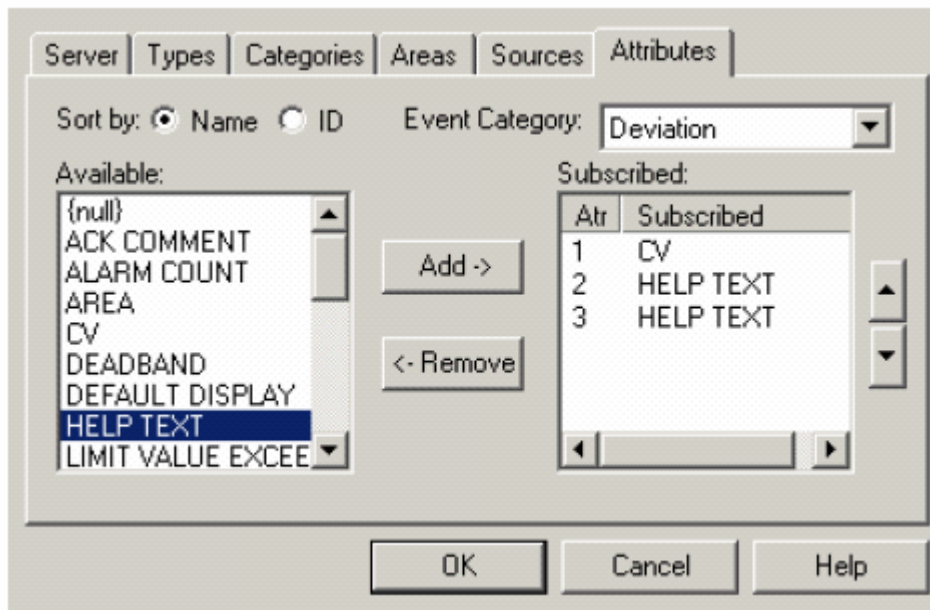 Server Types Categories Areas Sources Attributes
Sort by: Name ID Event Category: Deviation
Available:
{null}
ACK COMMENT
ALARM COUNT
AREA
CV
DEADBAND
DEFAULT DISPLAY
HELP TEXT
LIMIT VALUE EXCEE
Add ->
<- Remove
Subscribed:
Atr Subscribed
1 CV
2 HELP TEXT
3 HELP TEXT
OK Cancel Help